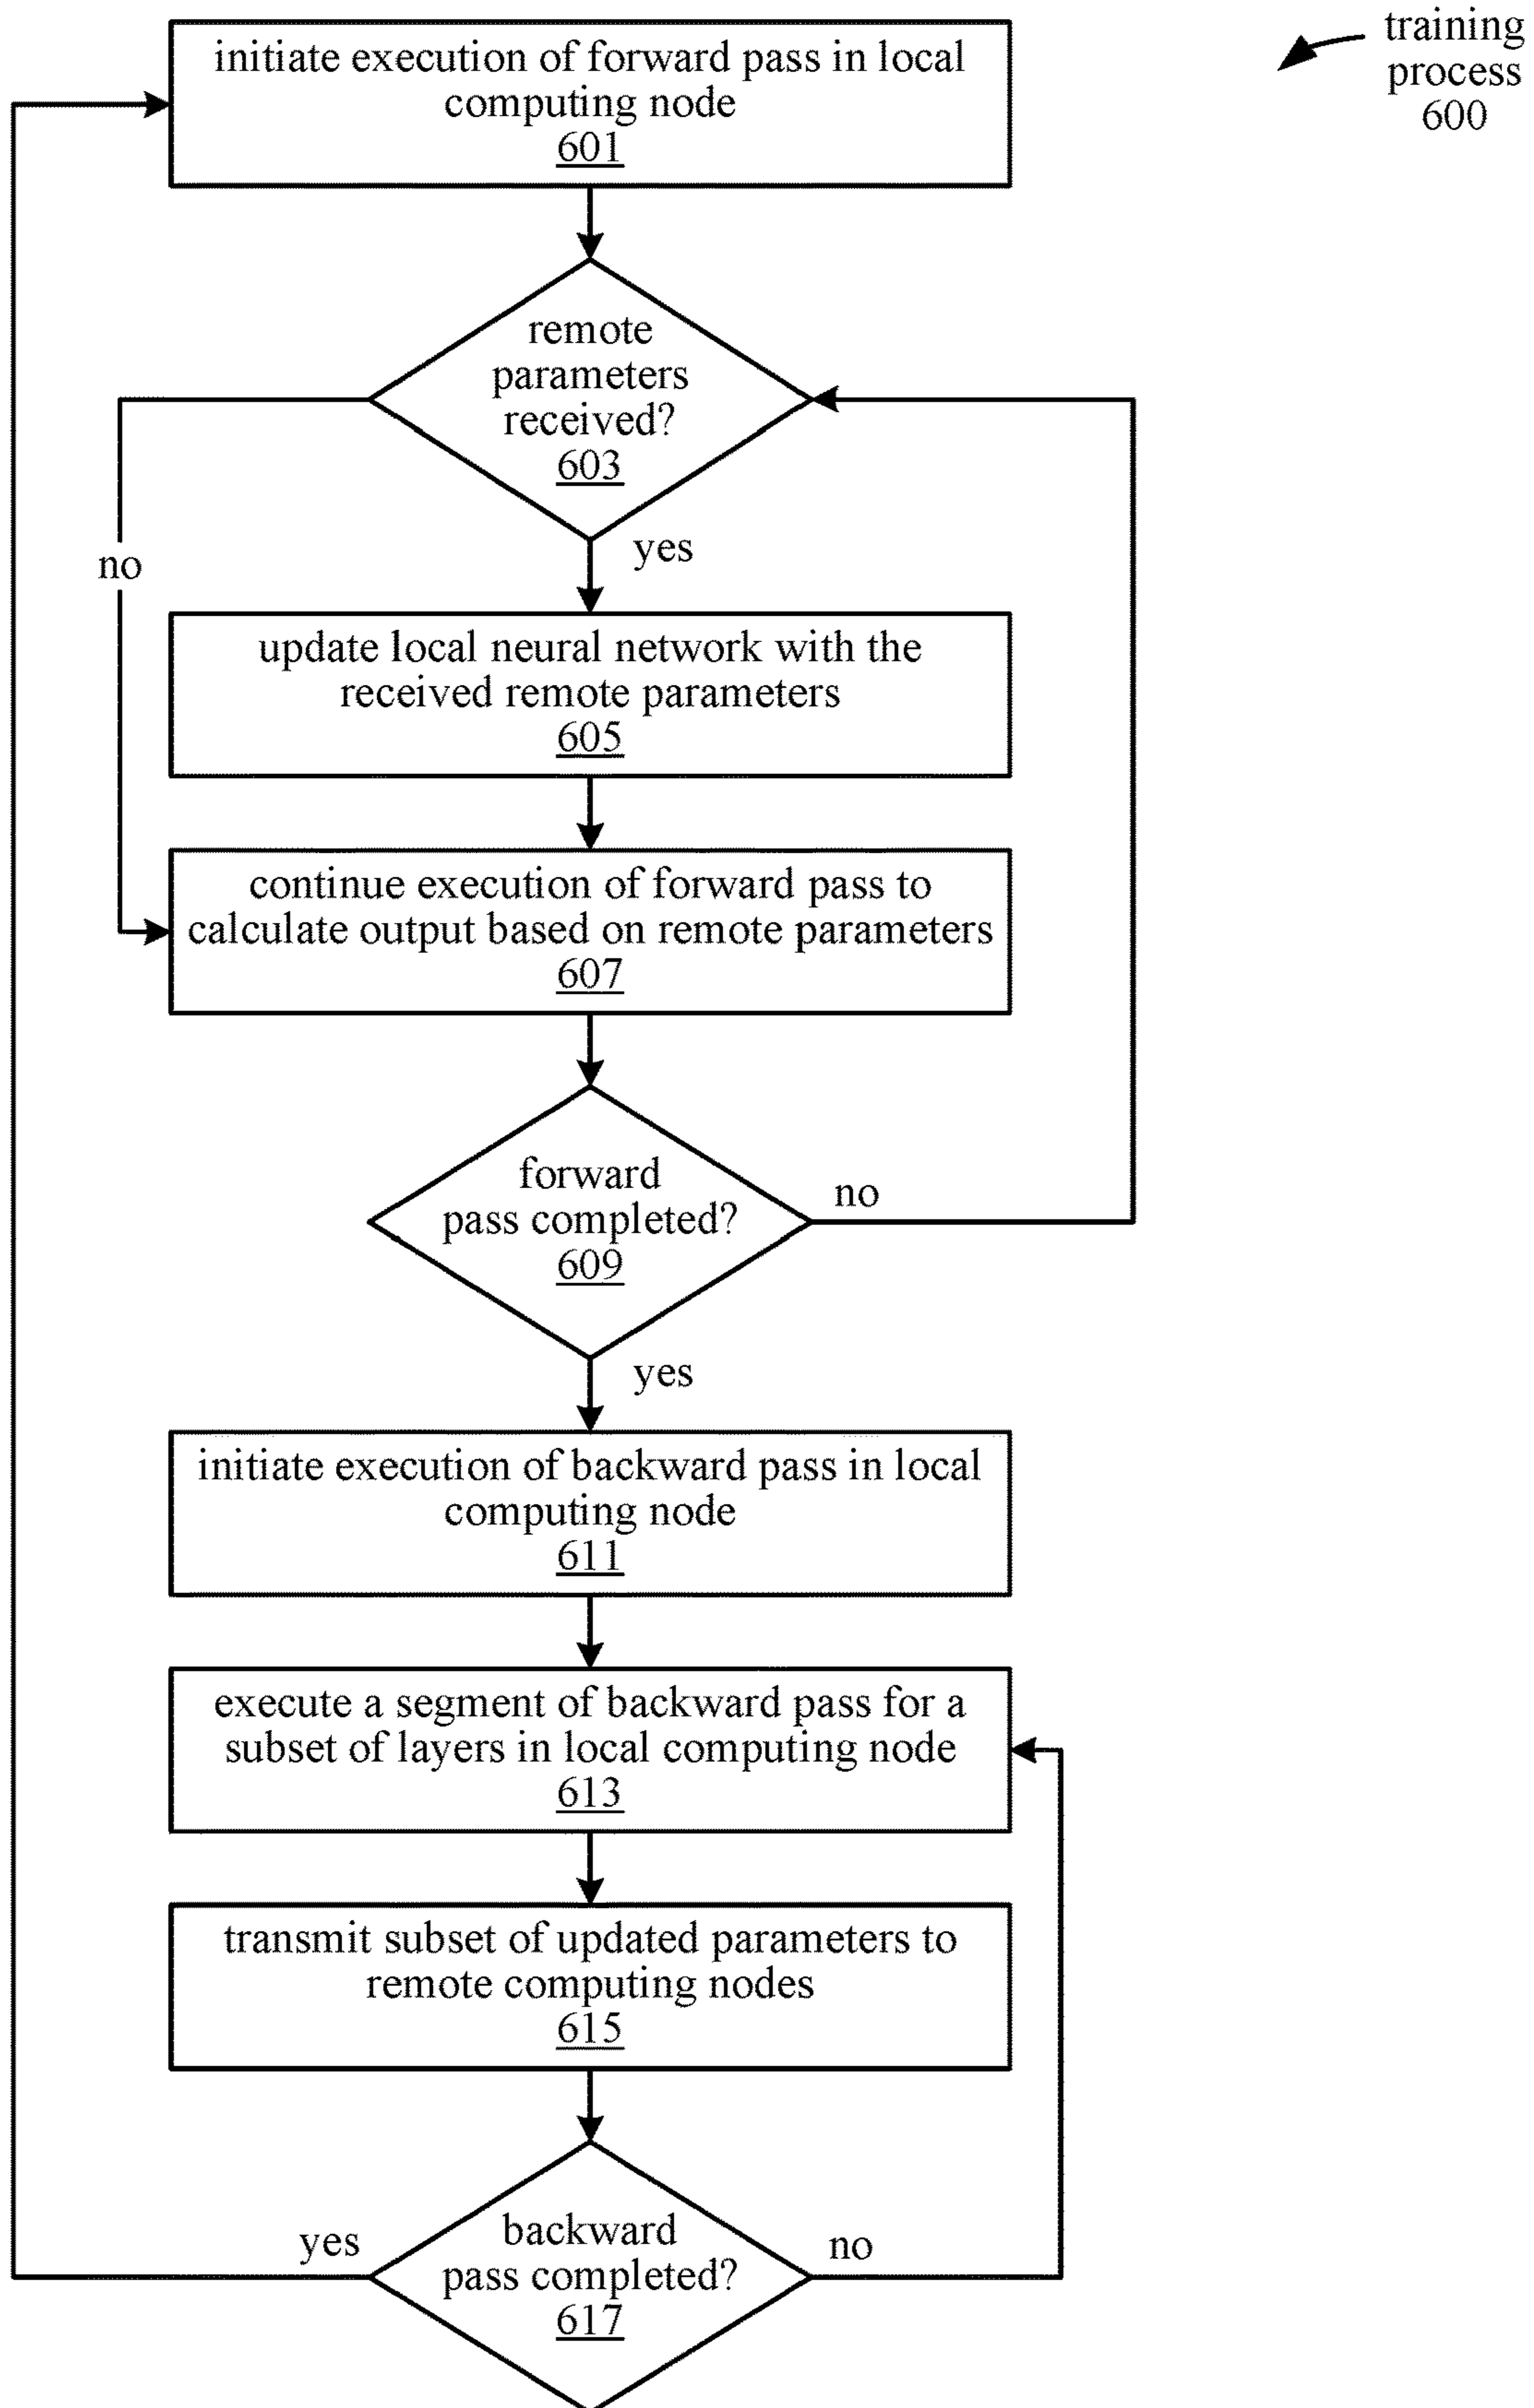 training
process
600
initiate execution of forward pass in local
computing node
601
remote
parameters
received?
603
no
yes
update local neural network with the
received remote parameters
605
continue execution of forward pass to
calculate output based on remote parameters
607
forward
pass completed?
609
no
yes
initiate execution of backward pass in local
computing node
611
execute a segment of backward pass for a
subset of layers in local computing node
613
transmit subset of updated parameters to
remote computing nodes
615
yes
backward
pass completed?
617
no